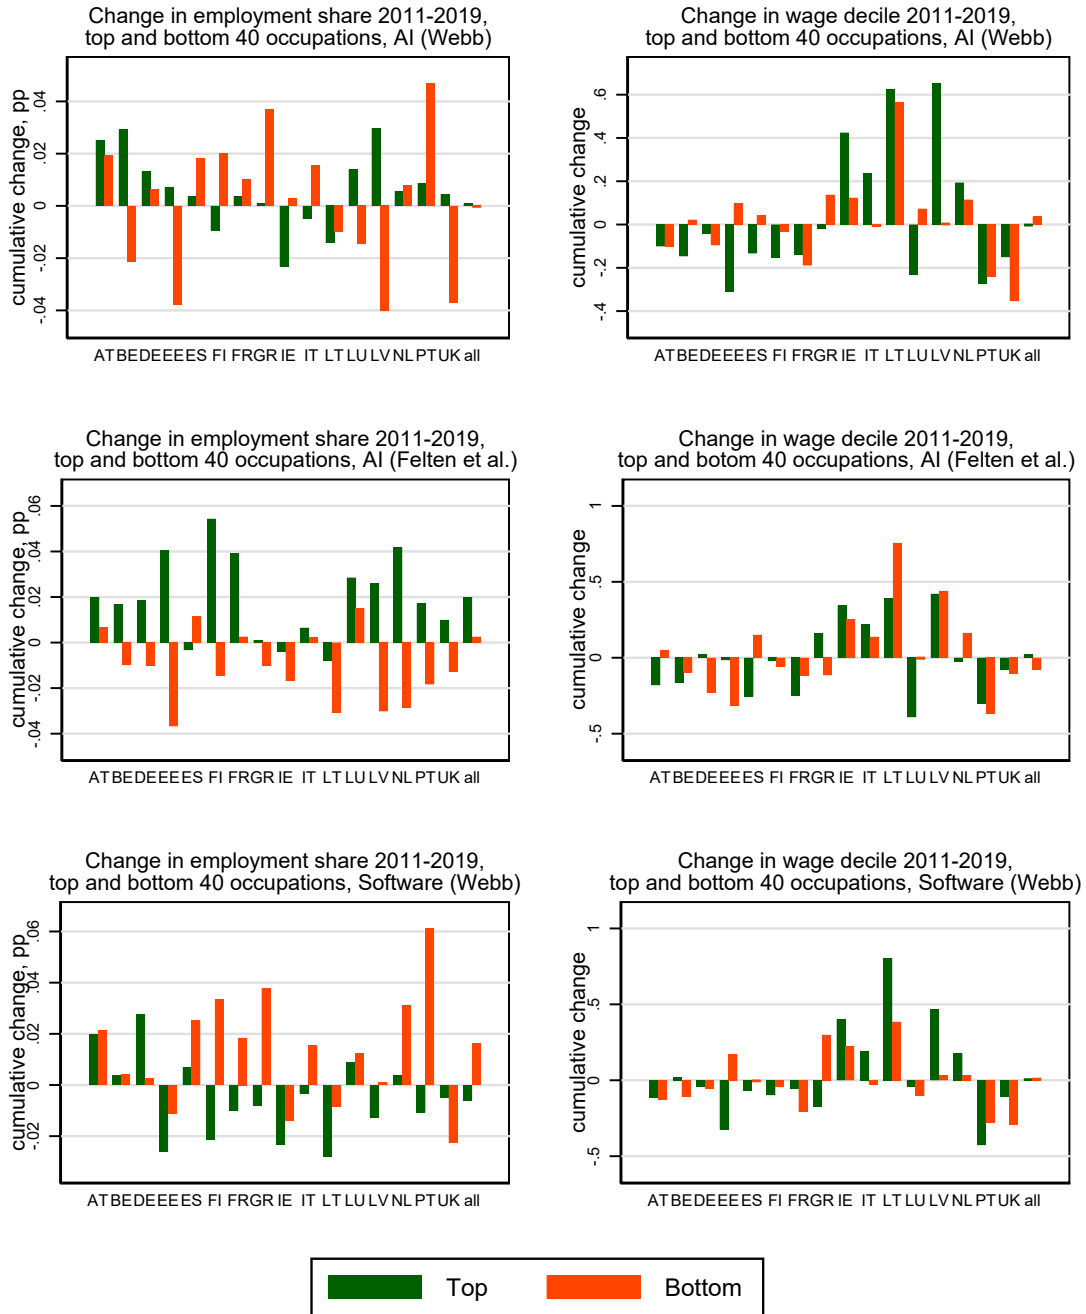 Change in employment share 2011-2019,
top and bottom 40 occupations, AI (Webb)
cumulative change, pp
.04
.02
0
-.02
-.04
AT BE DE EE ES FI FR GR IE IT LT LU LV NL PT UK all
Change in wage decile 2011-2019,
top and bottom 40 occupations, AI (Webb)
cumulative change
.6
.4
.2
0
-.2
-.4
AT BE DE EE ES FI FR GR IE IT LT LU LV NL PT UK all
Change in employment share 2011-2019,
top and bottom 40 occupations, AI (Felten et al.)
cumulative change, pp
.06
.04
.02
0
-.02
-.04
AT BE DE EE ES FI FR GR IE IT LT LU LV NL PT UK all
Change in wage decile 2011-2019,
top and botom 40 occupations, AI (Felten et al.)
cumulative change
1
.5
0
-.5
AT BE DE EE ES FI FR GR IE IT LT LU LV NL PT UK all
Change in employment share 2011-2019,
top and bottom 40 occupations, Software (Webb)
cumulative change, pp
.06
.04
.02
0
-.02
AT BE DE EE ES FI FR GR IE IT LT LU LV NL PT UK all
Change in wage decile 2011-2019,
top and bottom 40 occupations, Software (Webb)
cumulative change
1
.5
0
-.5
AT BE DE EE ES FI FR GR IE IT LT LU LV NL PT UK all
Top Bottom